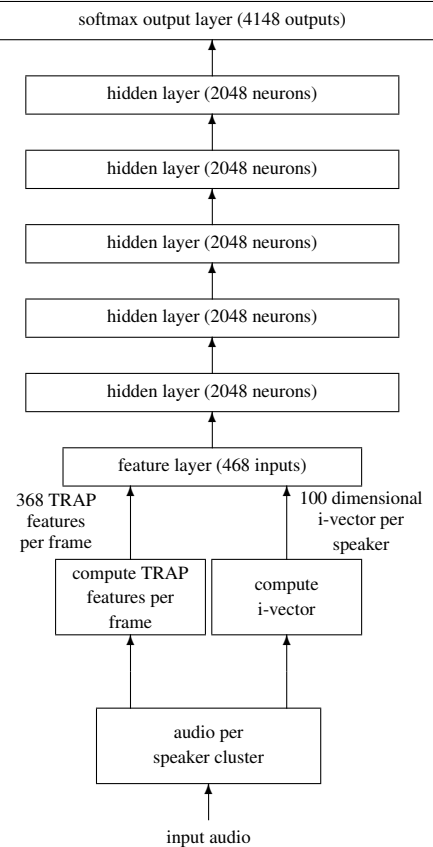 softmax output layer (4148 outputs)
hidden layer (2048 neurons)
hidden layer (2048 neurons)
hidden layer (2048 neurons)
hidden layer (2048 neurons)
hidden layer (2048 neurons)
feature layer (468 inputs)
368 TRAP
features
per frame
100 dimensional
i-vector per
speaker
compute TRAP
features per
frame
compute
i-vector
audio per
speaker cluster
input audio